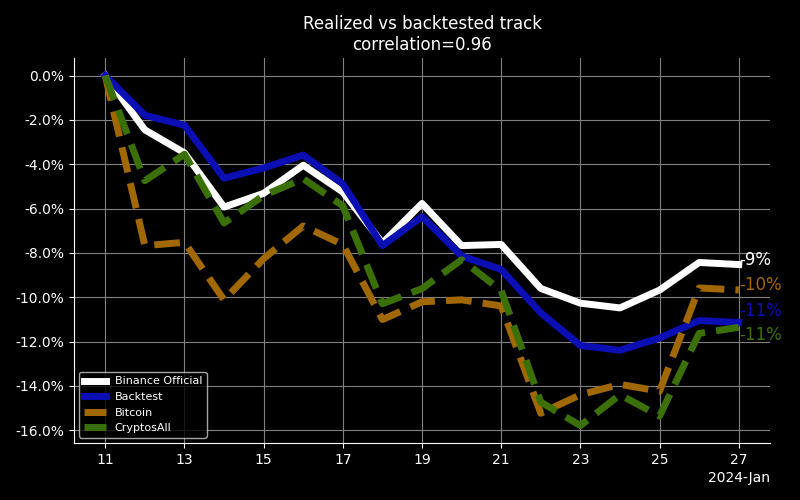 Realized vs backtested track
correlation=0.96
0.0%
-2.0%
-4.0%
-6.0%
-8.0%
-10.0%
-12.0%
-14.0%
-16.0%
-9%
-10%
-11%
-11%
Binance Official
Backtest
Bitcoin
CryptosAll
11 13 15 17 19 21 23 25 27
2024-Jan